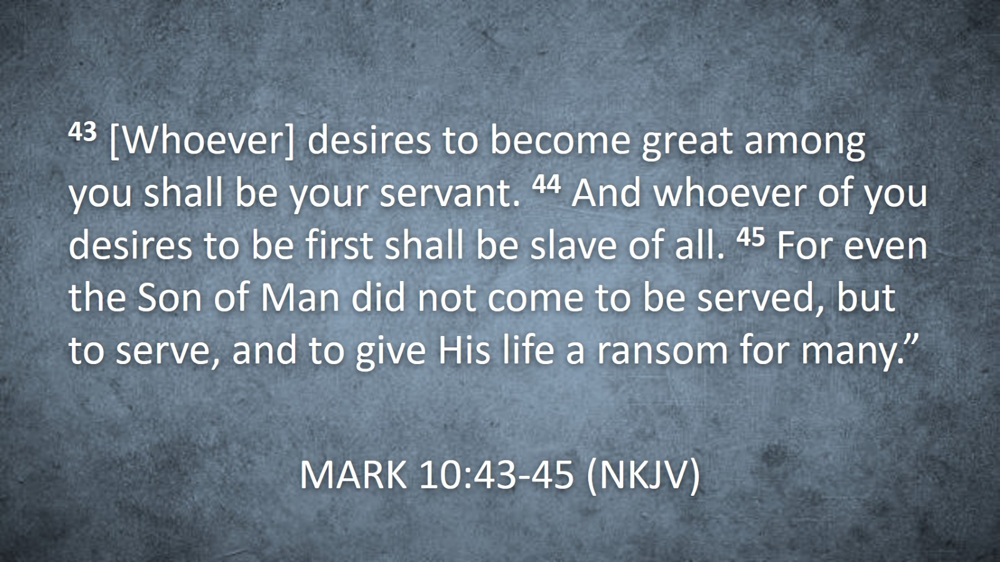 43 [Whoever] desires to become great among
you shall be your servant. 44 And whoever of you
desires to be first shall be slave of all. 45 For even
the Son of Man did not come to be served, but
to serve, and to give His life a ransom for many.”
MARK 10:43-45 (NKJV)